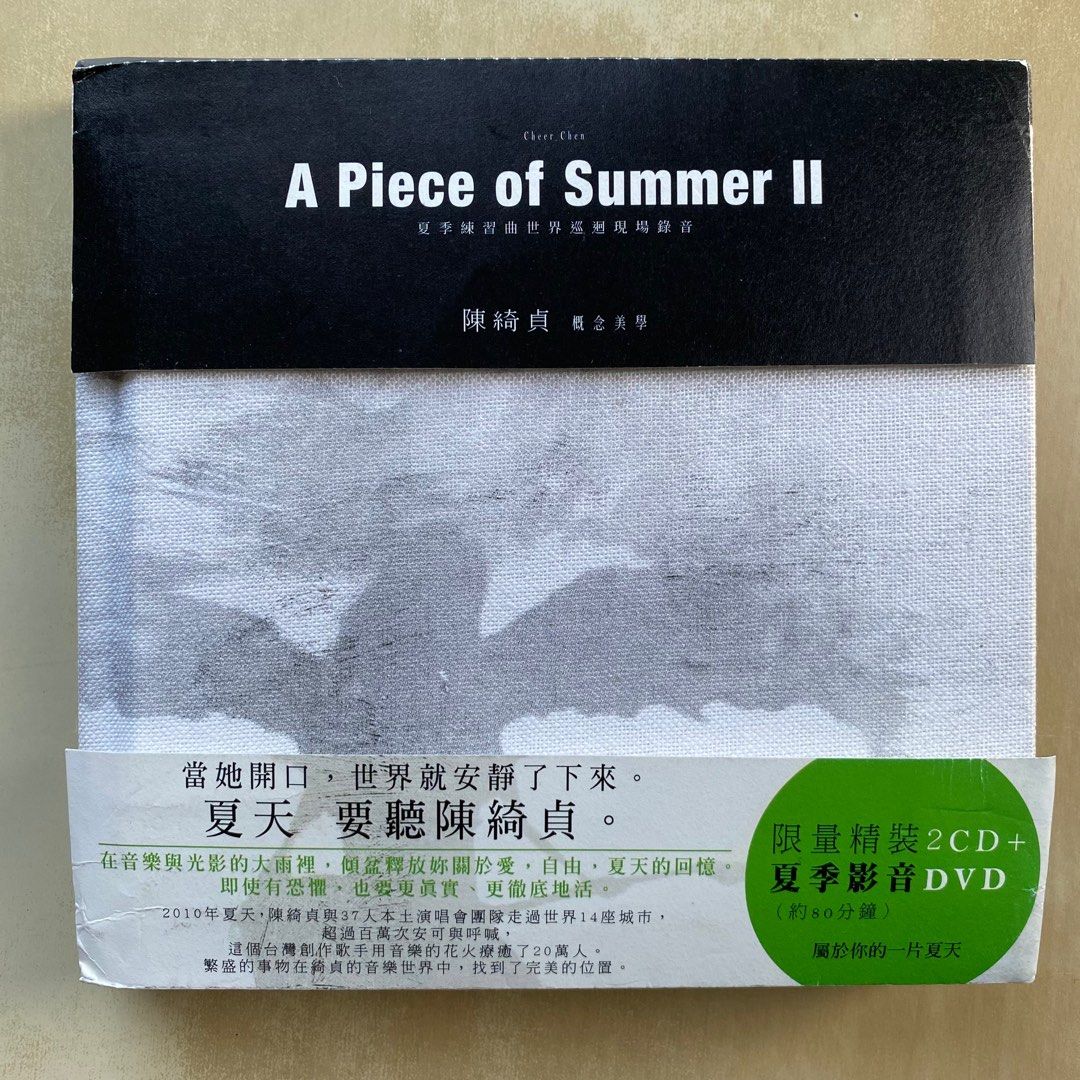 Cheer Chen
A Piece of Summer II
夏季練習曲世界巡迴現場錄音
陳綺貞 概念美學
當她開口，世界就安靜了下來。
夏天 要聽陳綺貞。
在音樂與光影的大雨裡，傾盆釋放妳關於愛，自由，夏天的回憶。
即使有恐懼，也要更眞實、更徹底地活。
2010年夏天，陳綺貞與37人本土演唱會團隊走過世界14座城市，
超過百萬次安可與呼喊，
這個台灣創作歌手用音樂的花火療癒了20萬人。
繁盛的事物在綺貞的音樂世界中，找到了完美的位置。
限量精裝2CD+
夏季影音DVD
（約80分鐘）
屬於你的一片夏天